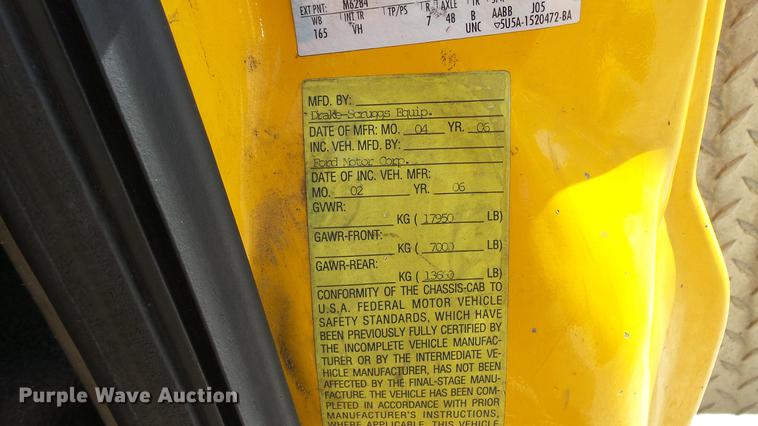 EXT PNT: M6284
WB INT TR TP/PS R AXLE TR
165 VH 7 48 B AABB J05
UNC ▽5U5A-1520472-BA
MFD. BY:
Drake-Scruggs Equip.
DATE OF MFR: MO. 04 YR. 06
INC. VEH. MFD. BY:
Ford Motor Corp.
DATE OF INC. VEH. MFR:
MO. 02 YR. 06
GVWR:
KG ( 17950 LB)
GAWR-FRONT:
KG ( 7000 LB)
GAWR-REAR:
KG ( 13660 LB)
CONFORMITY OF THE CHASSIS-CAB TO
U.S.A. FEDERAL MOTOR VEHICLE
SAFETY STANDARDS, WHICH HAVE
BEEN PREVIOUSLY FULLY CERTIFIED BY
THE INCOMPLETE VEHICLE MANUFAC-
TURER OR BY THE INTERMEDIATE VE-
HICLE MANUFACTURER, HAS NOT BEEN
AFFECTED BY THE FINAL-STAGE MANU-
FACTURE. THE VEHICLE HAS BEEN COM-
PLETED IN ACCORDANCE WITH PRIOR
MANUFACTURER'S INSTRUCTIONS,
WHERE APPLICABLE. THIS VEHICLE
Purple Wave Auction